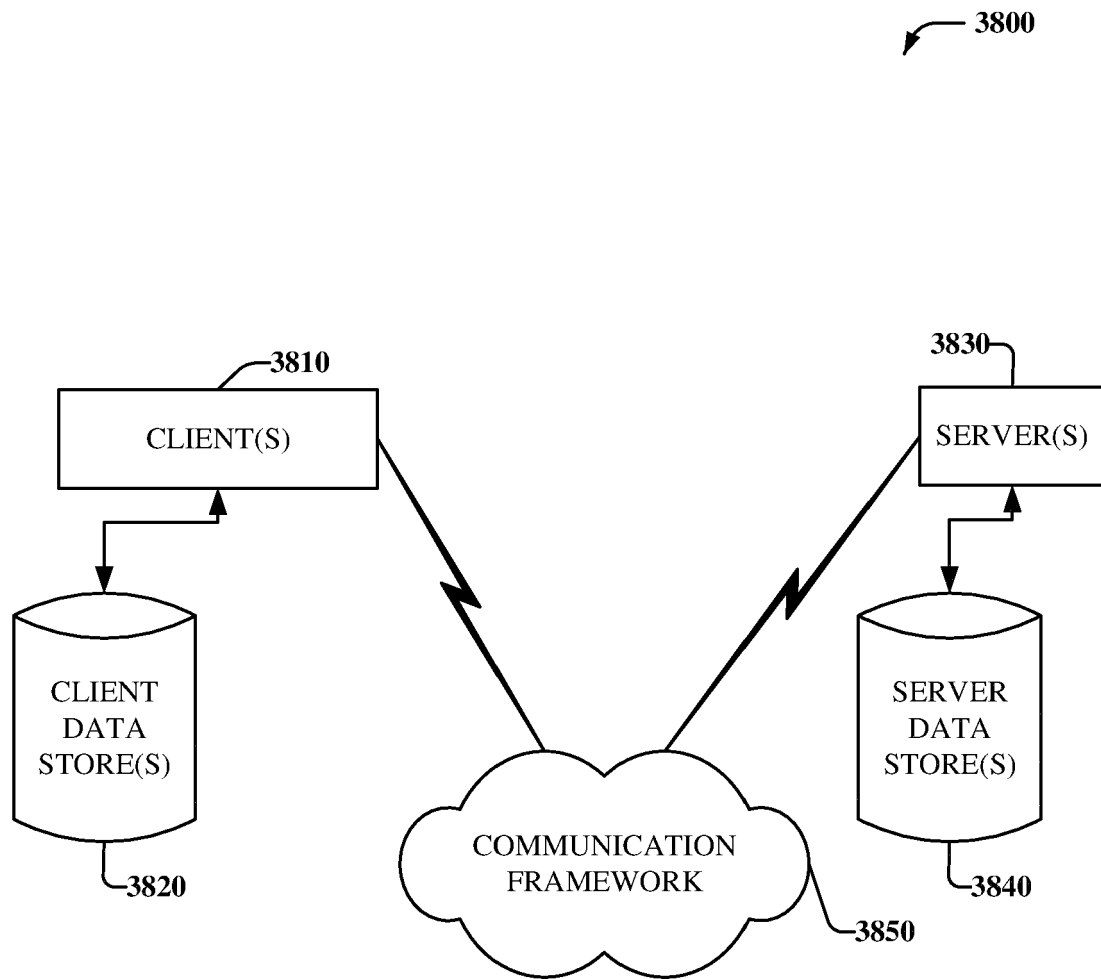 3800
3810
3830
CLIENT(S)
SERVER(S)
CLIENT
DATA
STORE(S)
SERVER
DATA
STORE(S)
COMMUNICATION
FRAMEWORK
3820
3840
3850